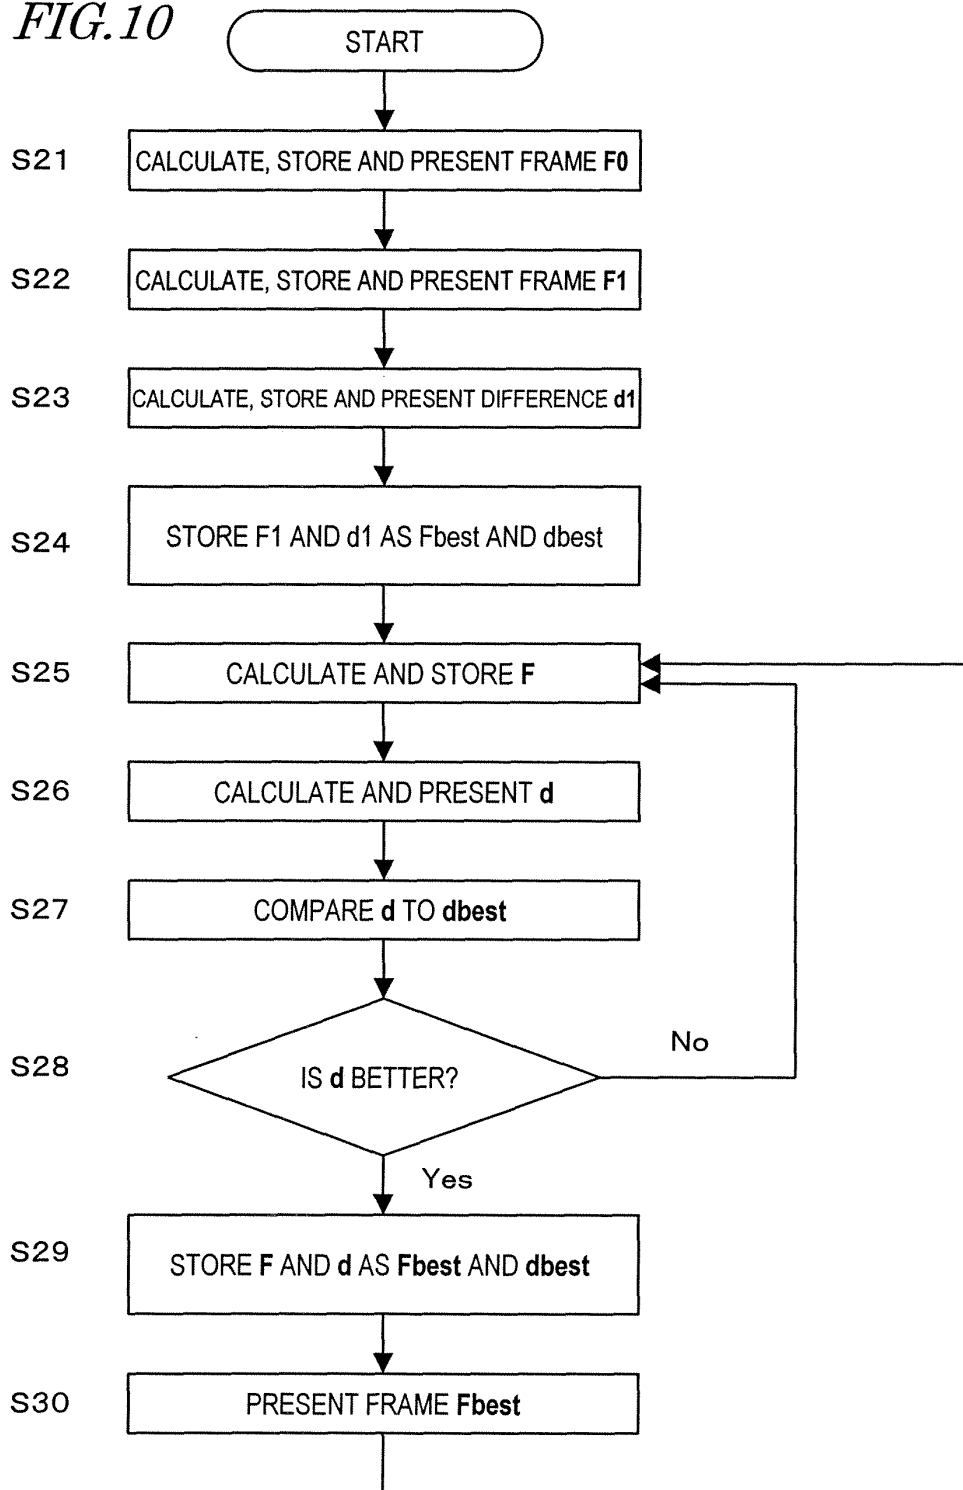 FIG.10
START
S21
CALCULATE, STORE AND PRESENT FRAME F0
S22
CALCULATE, STORE AND PRESENT FRAME F1
S23
CALCULATE, STORE AND PRESENT DIFFERENCE d1
S24
STORE F1 AND d1 AS Fbest AND dbest
S25
CALCULATE AND STORE F
S26
CALCULATE AND PRESENT d
S27
COMPARE d TO dbest
S28
IS d BETTER?
No
Yes
S29
STORE F AND d AS Fbest AND dbest
S30
PRESENT FRAME Fbest